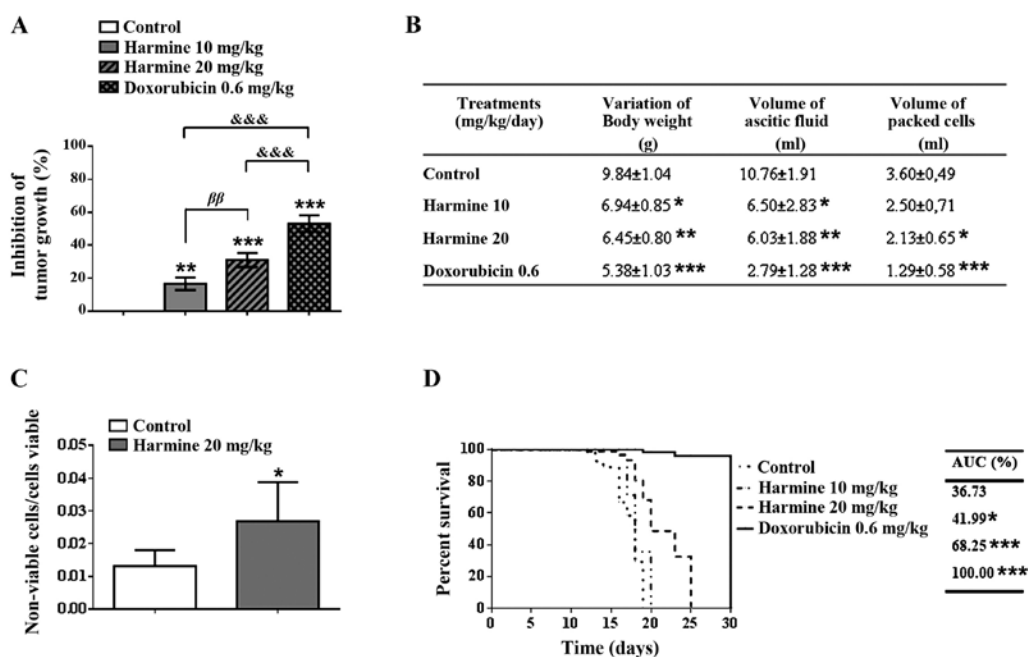 A
Control
Harmine 10 mg/kg
Harmine 20 mg/kg
Doxorubicin 0.6 mg/kg
&&&
&&&
ββ
**
***
***
Inhibition of
tumor growth (%)
100
80
60
40
20
0
B
Treatments (mg/kg/day) Variation of Body weight (g) Volume of ascitic fluid (ml) Volume of packed cells (ml)
Control 9.84±1.04 10.76±1.91 3.60±0,49
Harmine 10 6.94±0.85 * 6.50±2.83 * 2.50±0,71
Harmine 20 6.45±0.80 ** 6.03±1.88 ** 2.13±0.65 *
Doxorubicin 0.6 5.38±1.03 *** 2.79±1.28 *** 1.29±0.58 ***
C
Control
Harmine 20 mg/kg
*
Non-viable cells/cells viable
0.05
0.04
0.03
0.02
0.01
0.00
D
Percent survival
100
80
60
40
20
0
0 5 10 15 20 25 30
Time (days)
Control
Harmine 10 mg/kg
Harmine 20 mg/kg
Doxorubicin 0.6 mg/kg
AUC (%)
36.73
41.99 *
68.25 ***
100.00 ***